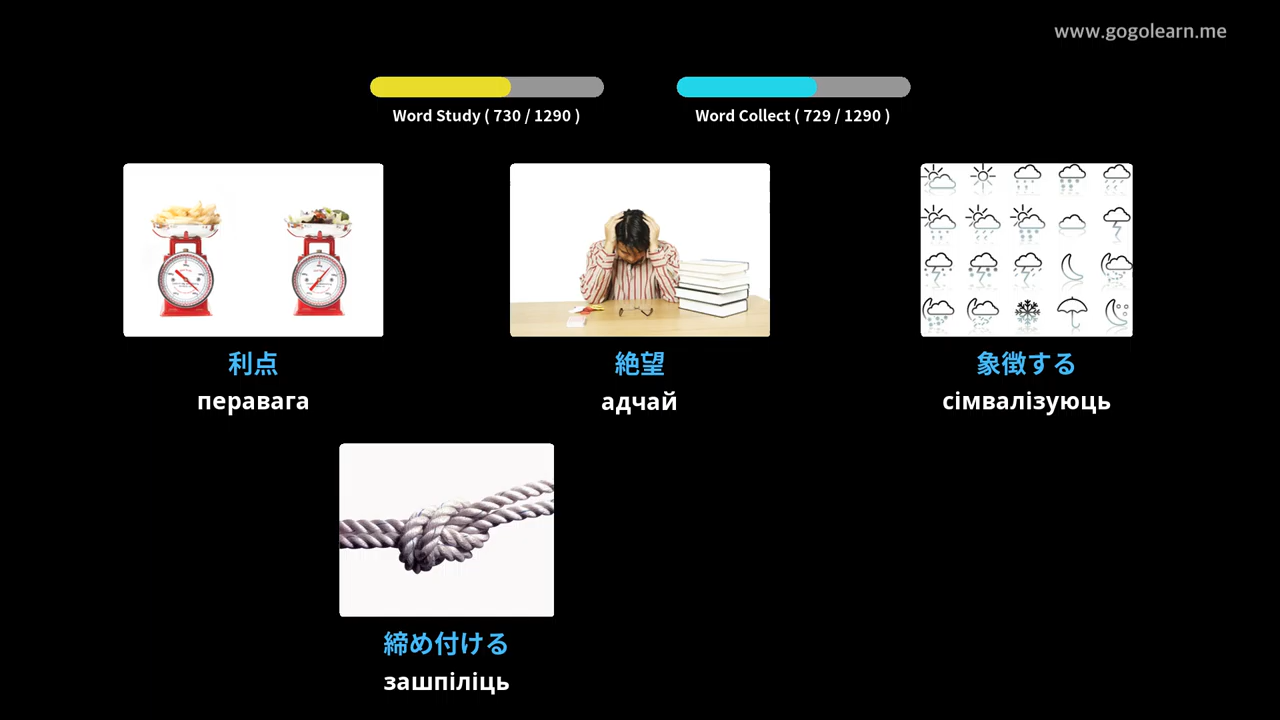 www.gogolearn.me
Word Study ( 730 / 1290 )
Word Collect ( 729 / 1290 )
利点
перавага
絶望
адчай
象徴する
сімвалізуюць
締め付ける
зашпіліць